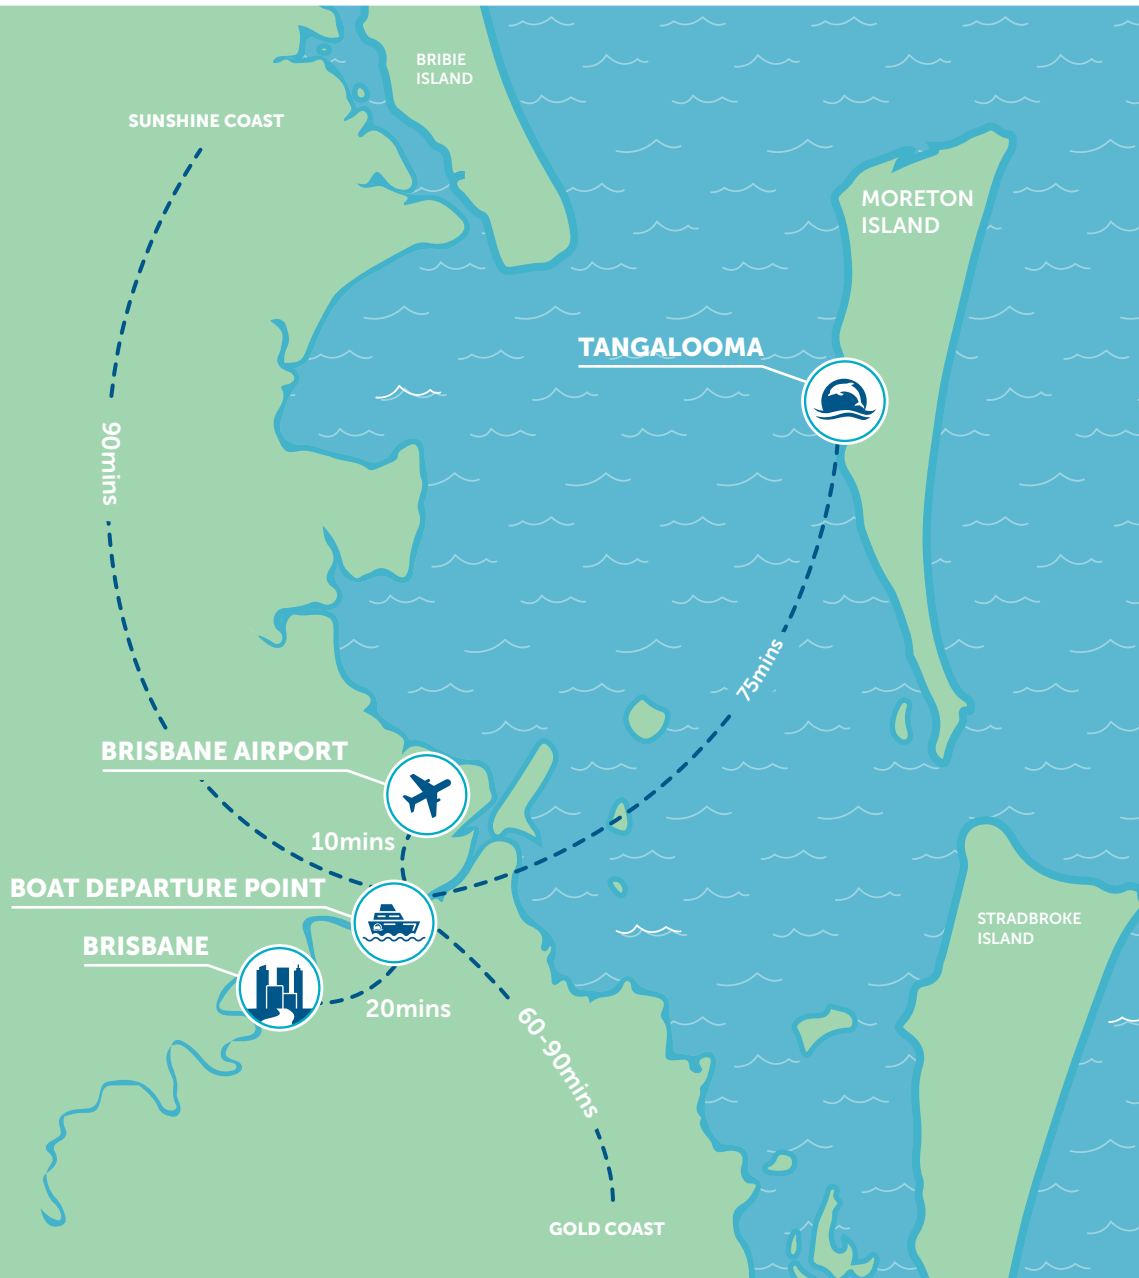 BRIBIE
ISLAND
SUNSHINE COAST
MORETON
ISLAND
TANGALOOMA
90mins
75mins
BRISBANE AIRPORT
10mins
BOAT DEPARTURE POINT
STRADBROKE
ISLAND
BRISBANE
20mins
60-90mins
GOLD COAST